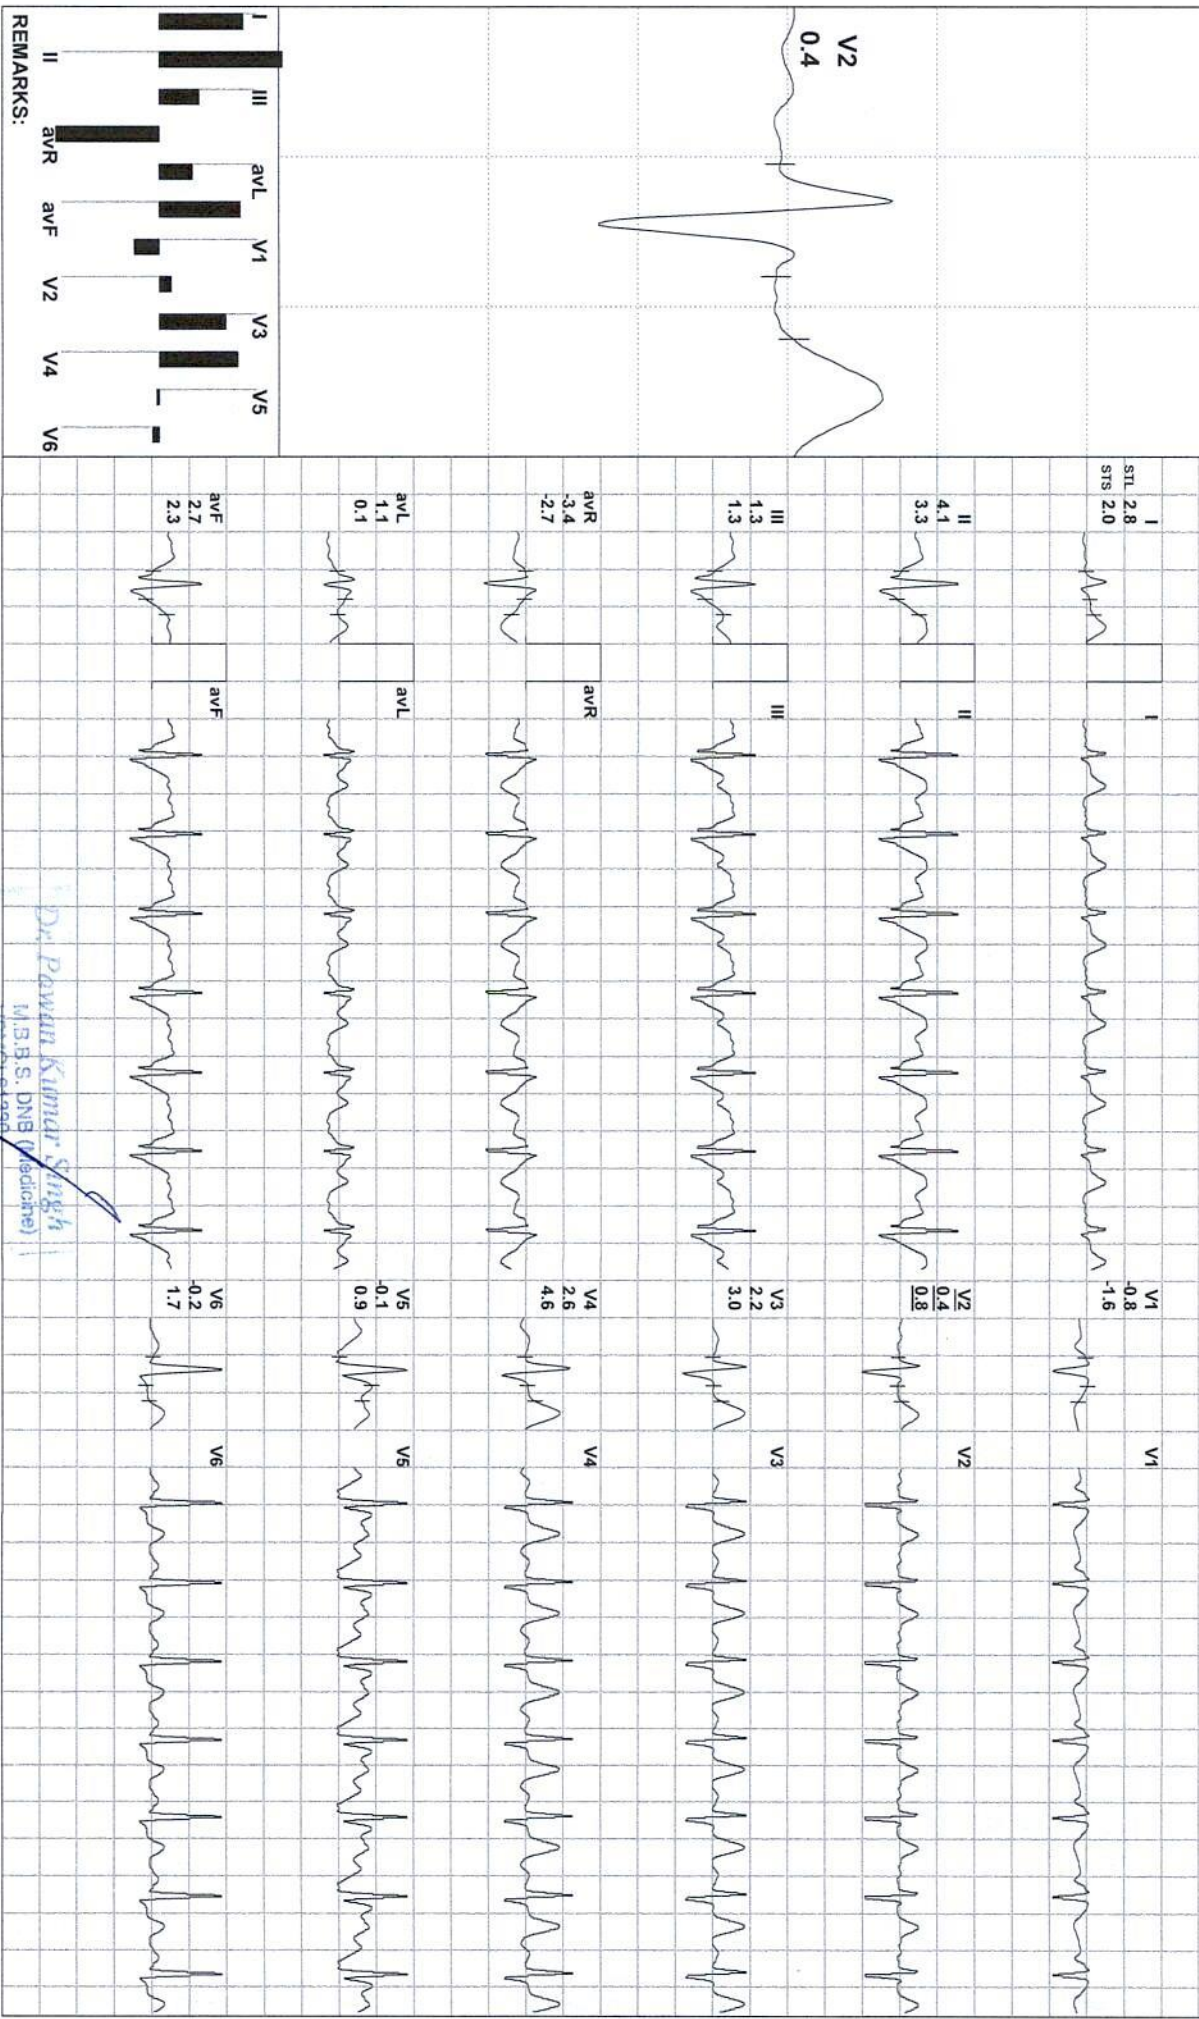 V2
0.4
I
II
III
avR
avL
avF
V1
V2
V3
V4
V5
V6
REMARKS:
I
STL 2.8
STS 2.0
II
4.1
3.3
III
1.3
1.3
avR
-3.4
-2.7
avL
1.1
0.1
avF
2.7
2.3
I
II
III
avR
avL
avF
V1
-0.8
-1.6
V2
0.4
0.8
V3
2.2
3.0
V4
2.6
4.6
V5
-0.1
0.9
V6
-0.2
1.7
V1
V2
V3
V4
V5
V6
Dr. Pawan Kumar Singh
M.B.B.S. DNB (Medicine)